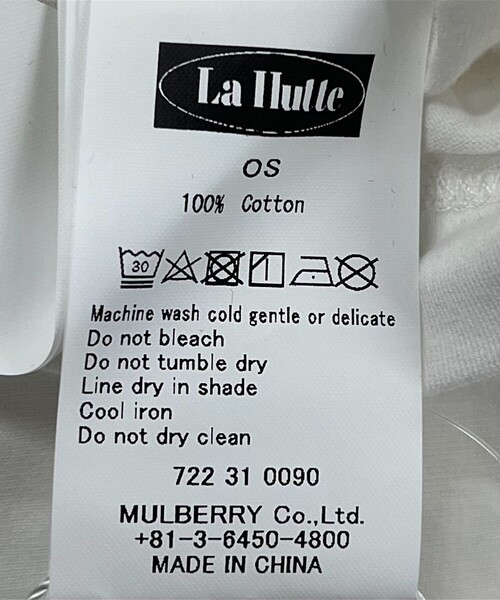 La Hutte
OS
100% Cotton
30
Machine wash cold gentle or delicate
Do not bleach
Do not tumble dry
Line dry in shade
Cool iron
Do not dry clean
722 31 0090
MULBERRY Co.,Ltd.
+81-3-6450-4800
MADE IN CHINA